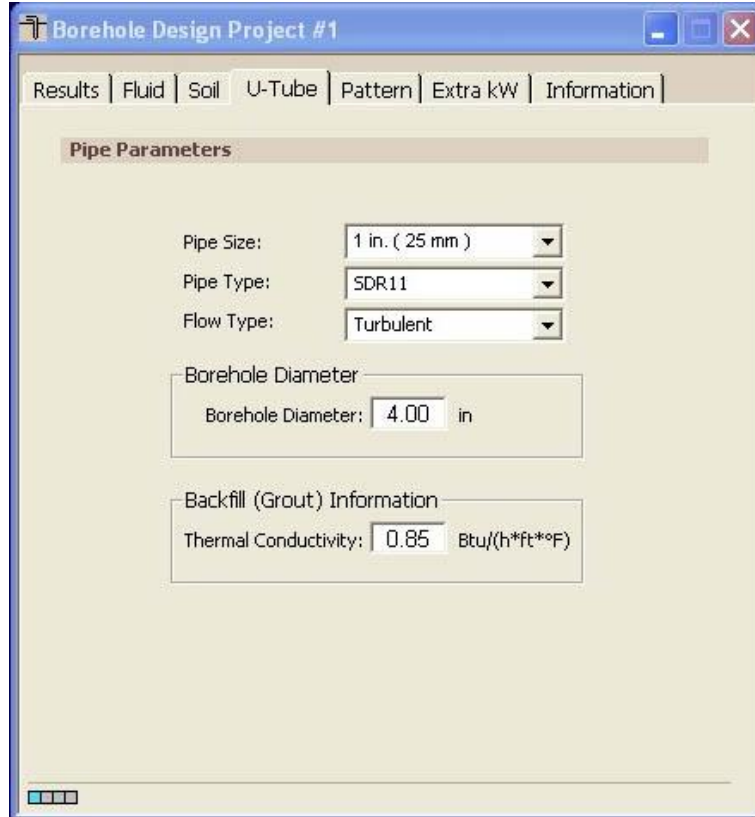 Borehole Design Project #1
Results Fluid Soil U-Tube Pattern Extra kW Information
Pipe Parameters
Pipe Size: 1 in. ( 25 mm )
Pipe Type: SDR11
Flow Type: Turbulent
Borehole Diameter
Borehole Diameter: 4.00 in
Backfill (Grout) Information
Thermal Conductivity: 0.85 Btu/(h*ft*ºF)